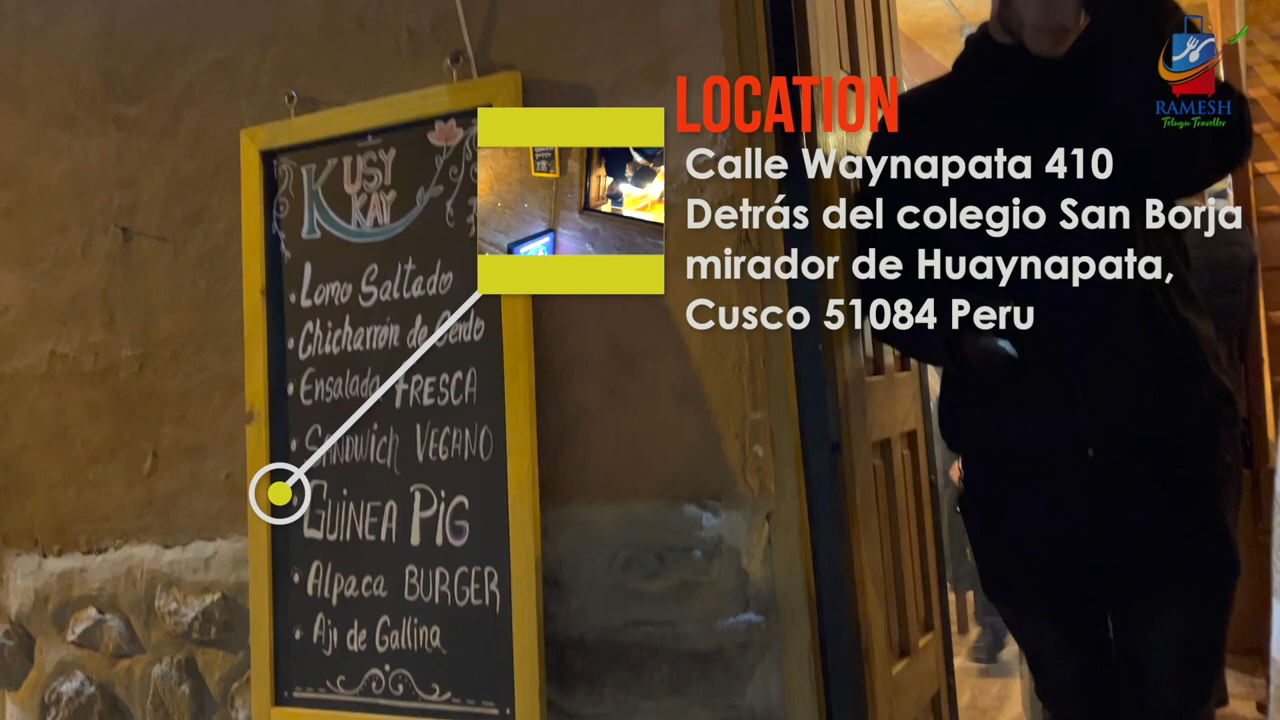 KUSY
KAY
Lomo Saltado
Chicharrón de Cerdo
Ensalada FRESCA
SANDWich VEGANO
GUINEA PiG
Alpaca BURGER
Aji de Gallina
LOCATION
Calle Waynapata 410
Detrás del colegio San Borja
mirador de Huaynapata,
Cusco 51084 Peru
RAMESH
Telugu Traveller